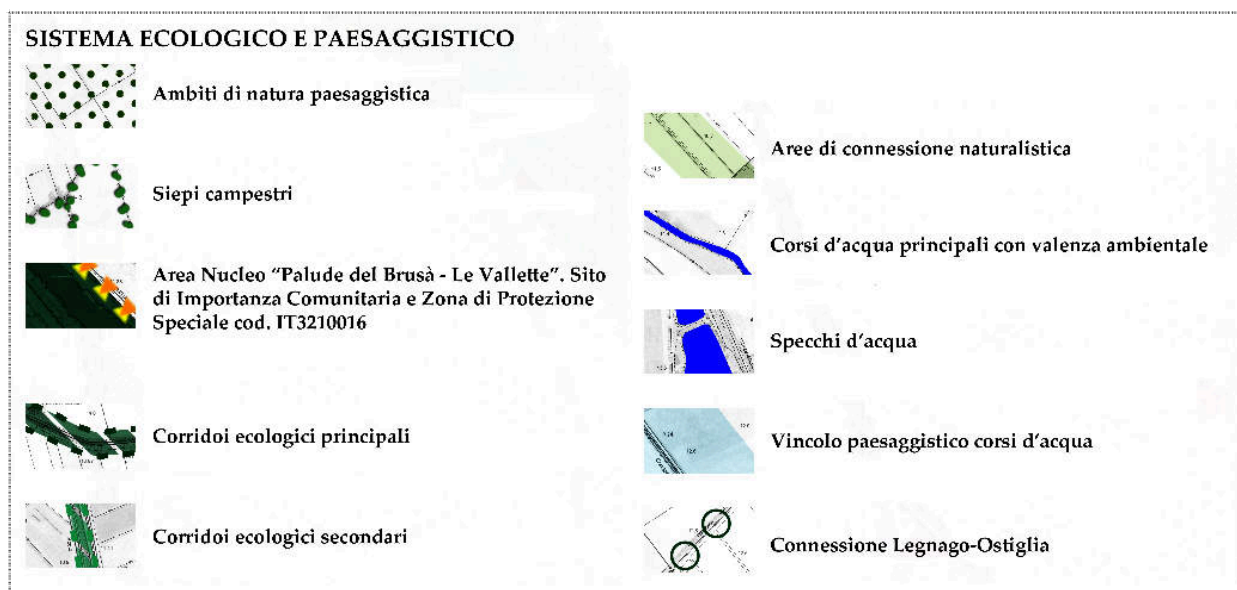 SISTEMA ECOLOGICO E PAESAGGISTICO
Ambiti di natura paesaggistica
Siepi campestri
Area Nucleo “Palude del Brusà - Le Vallette”. Sito
di Importanza Comunitaria e Zona di Protezione
Speciale cod. IT3210016
Corridoi ecologici principali
Corridoi ecologici secondari
Aree di connessione naturalistica
Corsi d'acqua principali con valenza ambientale
Specchi d'acqua
Vincolo paesaggistico corsi d'acqua
Connessione Legnago-Ostiglia